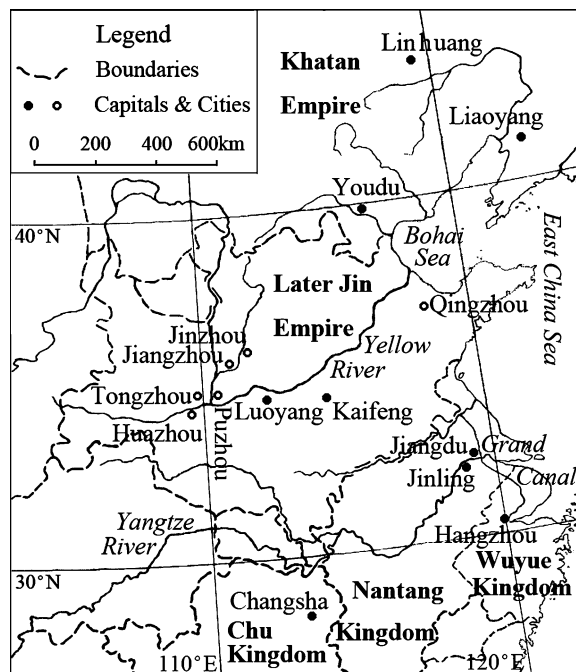 Legend
Boundaries
Capitals & Cities
0 200 400 600km
Khatan
Empire
Linhuang
Liaoyang
Youdu
40°N
Bohai
Sea
East China Sea
Later Jin
Empire
Qingzhou
Jinzhou
Jiangzhou
Yellow
River
Tongzhou
Puzhou
Luoyang
Kaifeng
Huazhou
Jiangdu
Grand
Canal
Jinling
Yangtze
River
Hangzhou
Wuyue
Kingdom
30°N
Nantang
Kingdom
Changsha
Chu
Kingdom
110°E
120°E